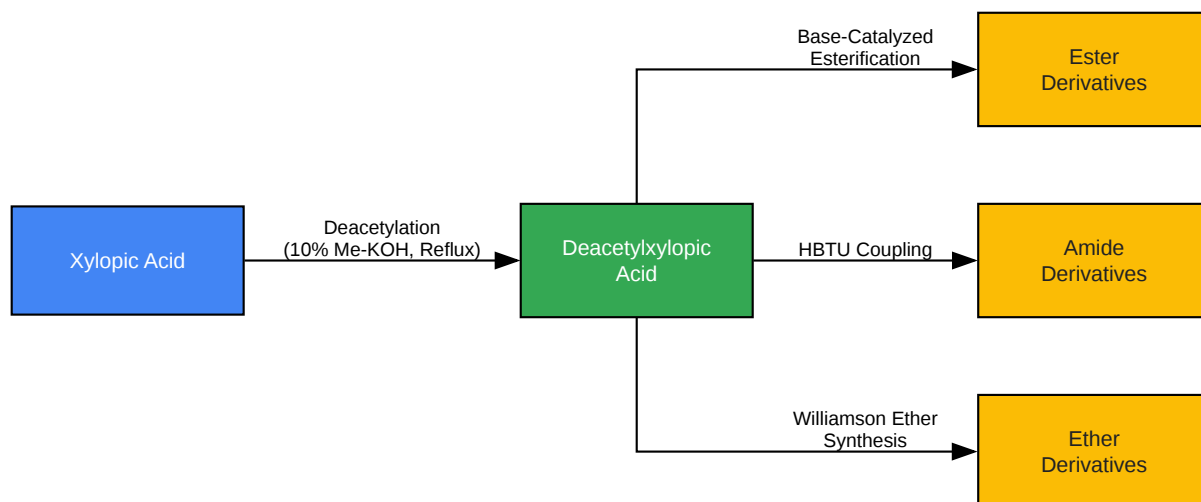 Base-Catalyzed
Esterification
Ester
Derivatives
Xylopic Acid
Deacetylation
(10% Me-KOH, Reflux)
Deacetylxylopic
Acid
HBTU Coupling
Amide
Derivatives
Williamson Ether
Synthesis
Ether
Derivatives